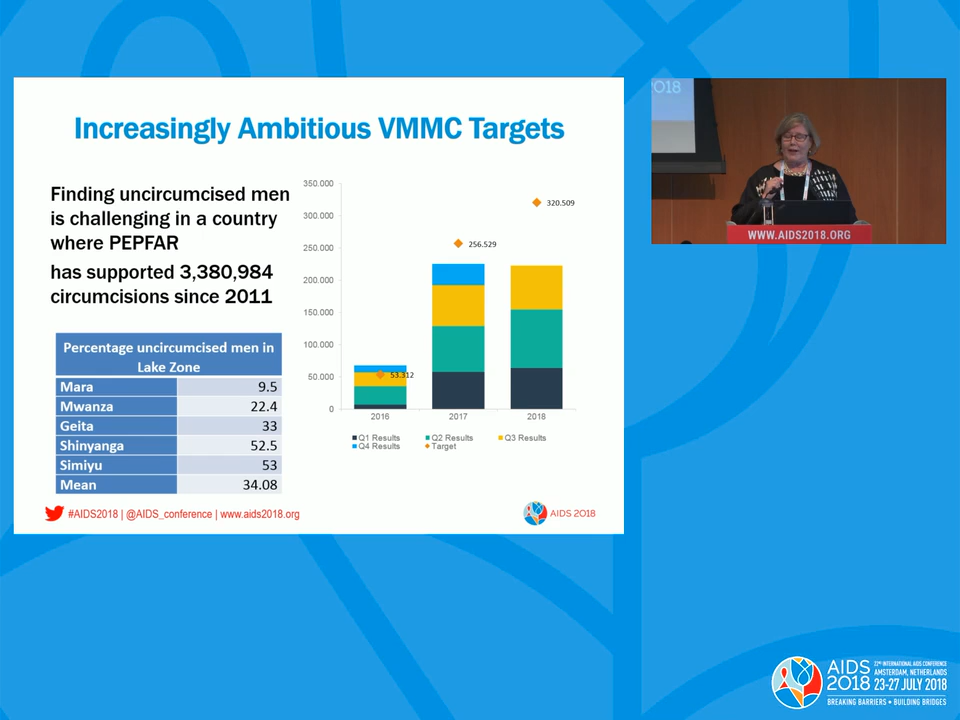 Increasingly Ambitious VMMC Targets
Finding uncircumcised men
is challenging in a country
where PEPFAR
has supported 3,380,984
circumcisions since 2011
Percentage uncircumcised men in
Lake Zone
Mara 9.5
Mwanza 22.4
Geita 33
Shinyanga 52.5
Simiyu 53
Mean 34.08
350.000
300.000
250.000
200.000
150.000
100.000
50.000
0
53.312
256.529
320.509
2016 2017 2018
Q1 Results Q2 Results Q3 Results
Q4 Results Target
#AIDS2018 | @AIDS_conference | www.aids2018.org
AIDS 2018
2018
WWW.AIDS2018.ORG
AIDS
2018
22ND INTERNATIONAL AIDS CONFERENCE
AMSTERDAM, NETHERLANDS
23-27 JULY 2018
BREAKING BARRIERS • BUILDING BRIDGES